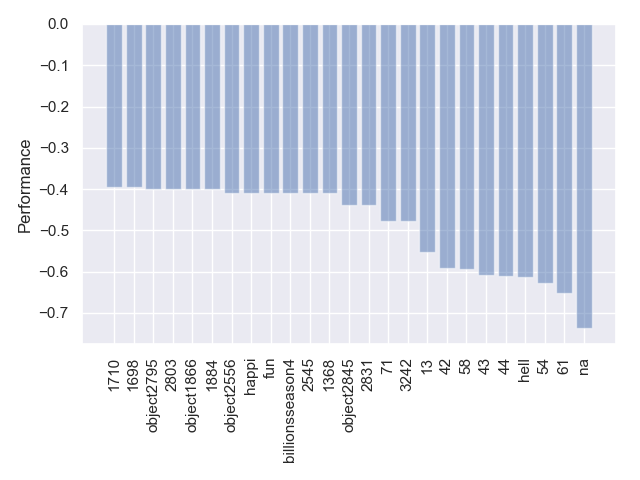 0.0
−0.1
−0.2
−0.3
−0.4
−0.5
−0.6
−0.7
Performance
1710
1698
object2795
2803
object1866
1884
object2556
happi
fun
billionsseason4
2545
1368
object2845
2831
71
3242
13
42
58
43
44
hell
54
61
na